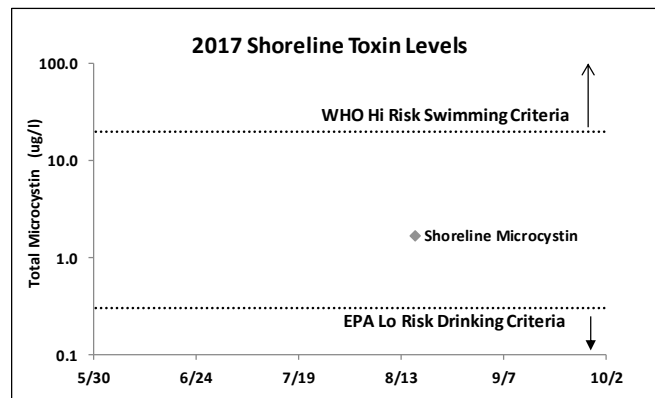 2017 Shoreline Toxin Levels
Total Microcystin (ug/l)
100.0
10.0
1.0
0.1
WHO Hi Risk Swimming Criteria
Shoreline Microcystin
EPA Lo Risk Drinking Criteria
5/30 6/24 7/19 8/13 9/7 10/2